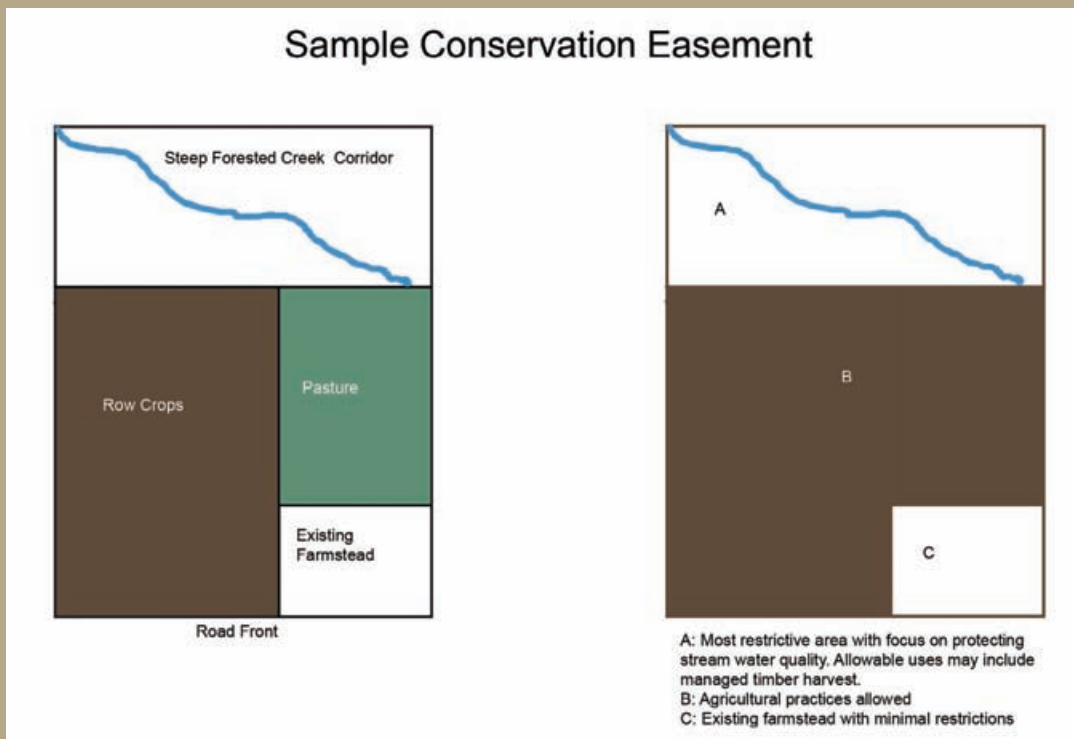 Sample Conservation Easement
Steep Forested Creek Corridor
Row Crops
Pasture
Existing
Farmstead
Road Front
A
B
C
A: Most restrictive area with focus on protecting
stream water quality. Allowable uses may include
managed timber harvest.
B: Agricultural practices allowed
C: Existing farmstead with minimal restrictions